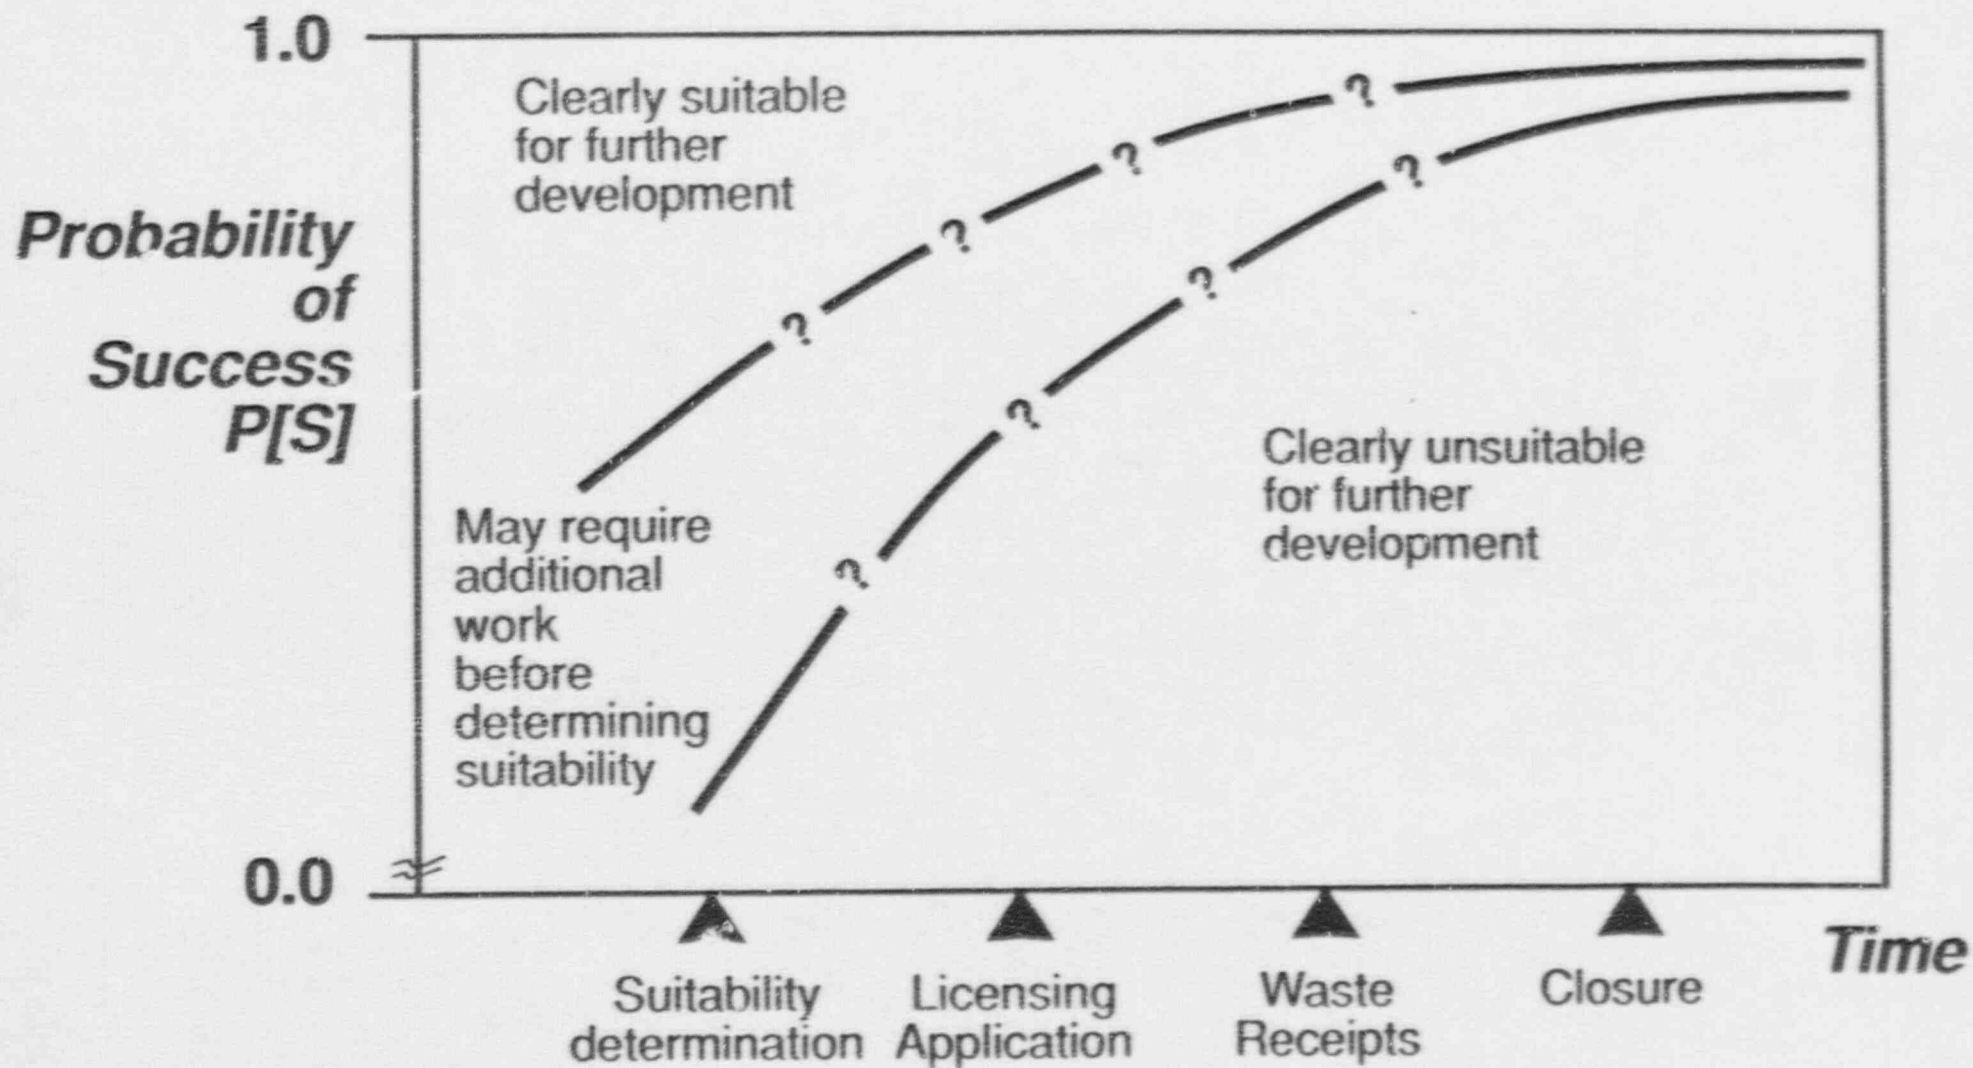 1.0
Clearly suitable
for further
development
Probability
of
Success
P[S]
?
?
?
?
?
?
?
?
Clearly unsuitable
for further
development
May require
additional
work
before
determining
suitability
0.0
Time
Suitability
determination
Licensing
Application
Waste
Receipts
Closure